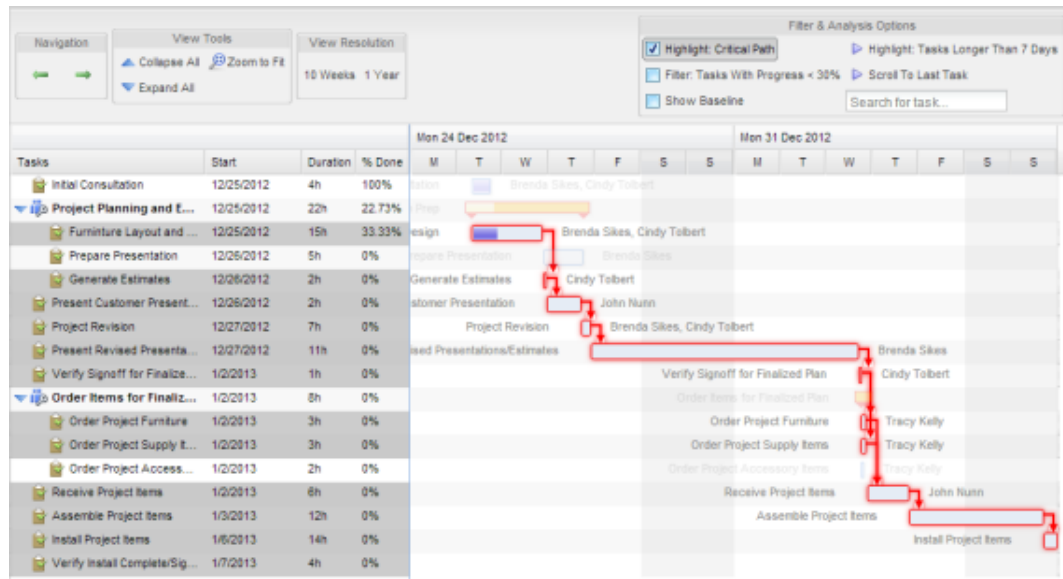 Filter & Analysis Options
Navigation
View Tools
View Resolution
Highlight: Critical Path
Highlight: Tasks Longer Than 7 Days
Collapse All Zoom to Fit
10 Weeks 1 Year
Filter: Tasks With Progress < 30%
Scroll To Last Task
Expand All
Show Baseline
Search for task...
Mon 24 Dec 2012 Mon 31 Dec 2012
Tasks Start Duration % Done M T W T F S S M T W T F S S
Initial Consultation 12/25/2012 4h 100% Brenda Sikes, Cindy Tolbert
Project Planning and E... 12/25/2012 22h 22.73% Prep
Furninture Layout and ... 12/25/2012 15h 33.33% esign Brenda Sikes, Cindy Tolbert
Prepare Presentation 12/26/2012 5h 0% repare Presentation Brenda Sikes
Generate Estimates 12/26/2012 2h 0% Generate Estimates Cindy Tolbert
Present Customer Present... 12/26/2012 2h 0% stomer Presentation John Nunn
Project Revision 12/27/2012 7h 0% Project Revision Brenda Sikes, Cindy Tolbert
Present Revised Presenta... 12/27/2012 11h 0% ised Presentations/Estimates Brenda Sikes
Verify Signoff for Finalize... 1/2/2013 1h 0% Verify Signoff for Finalized Plan Cindy Tolbert
Order Items for Finaliz... 1/2/2013 8h 0% Order Items for Finalized Plan
Order Project Furniture 1/2/2013 3h 0% Order Project Furniture Tracy Kelly
Order Project Supply It... 1/2/2013 3h 0% Order Project Supply Items Tracy Kelly
Order Project Access... 1/2/2013 2h 0% Order Project Accessory Items Tracy Kelly
Receive Project Items 1/2/2013 6h 0% Receive Project Items John Nunn
Assemble Project Items 1/3/2013 12h 0% Assemble Project Items
Install Project Items 1/6/2013 14h 0% Install Project Items
Verify Install Complete/Sig... 1/7/2013 4h 0%